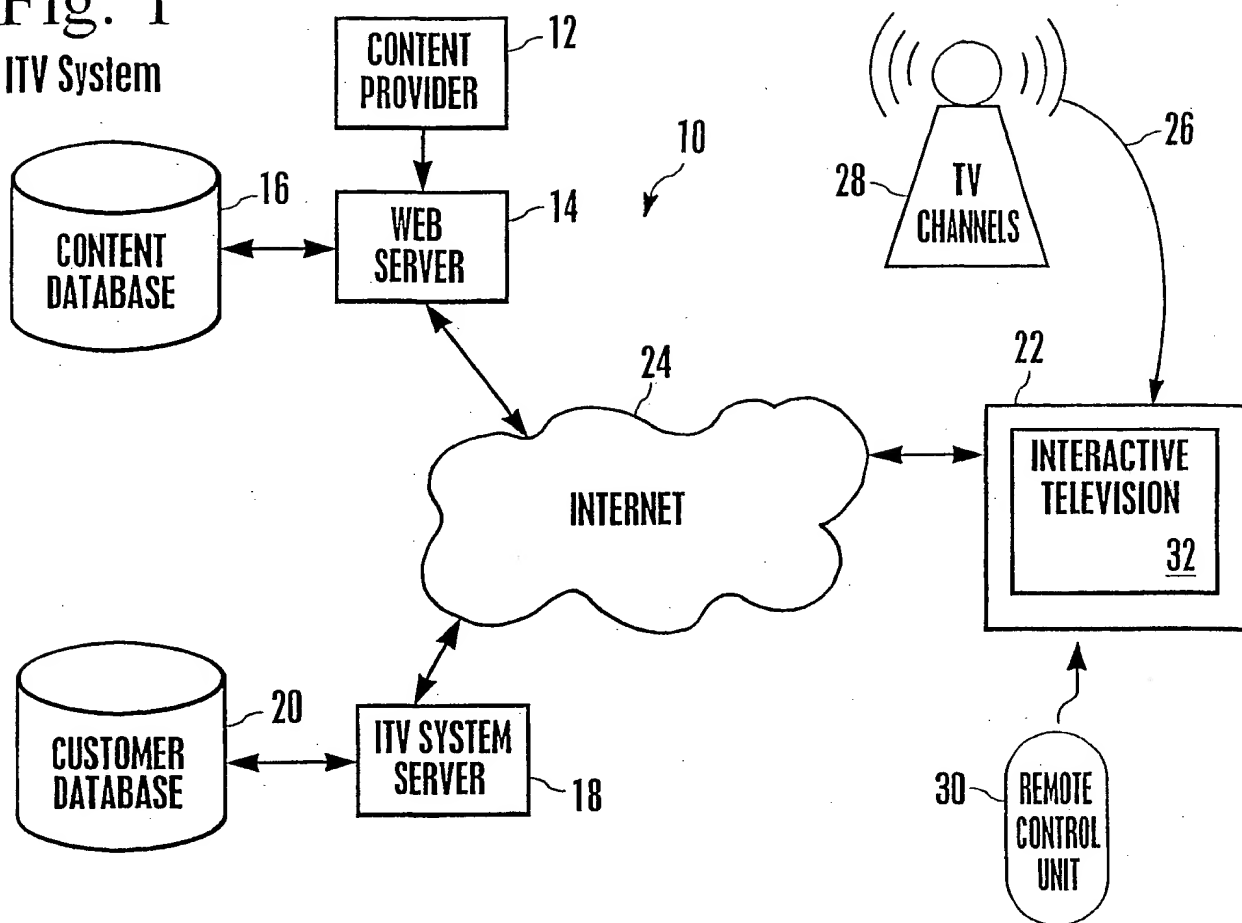 Fig. 1
ITV System
CONTENT
PROVIDER
12
10
26
16
14
28
TV
CHANNELS
WEB
SERVER
CONTENT
DATABASE
24
22
INTERACTIVE
TELEVISION
32
INTERNET
20
CUSTOMER
DATABASE
ITV SYSTEM
SERVER
18
30
REMOTE
CONTROL
UNIT